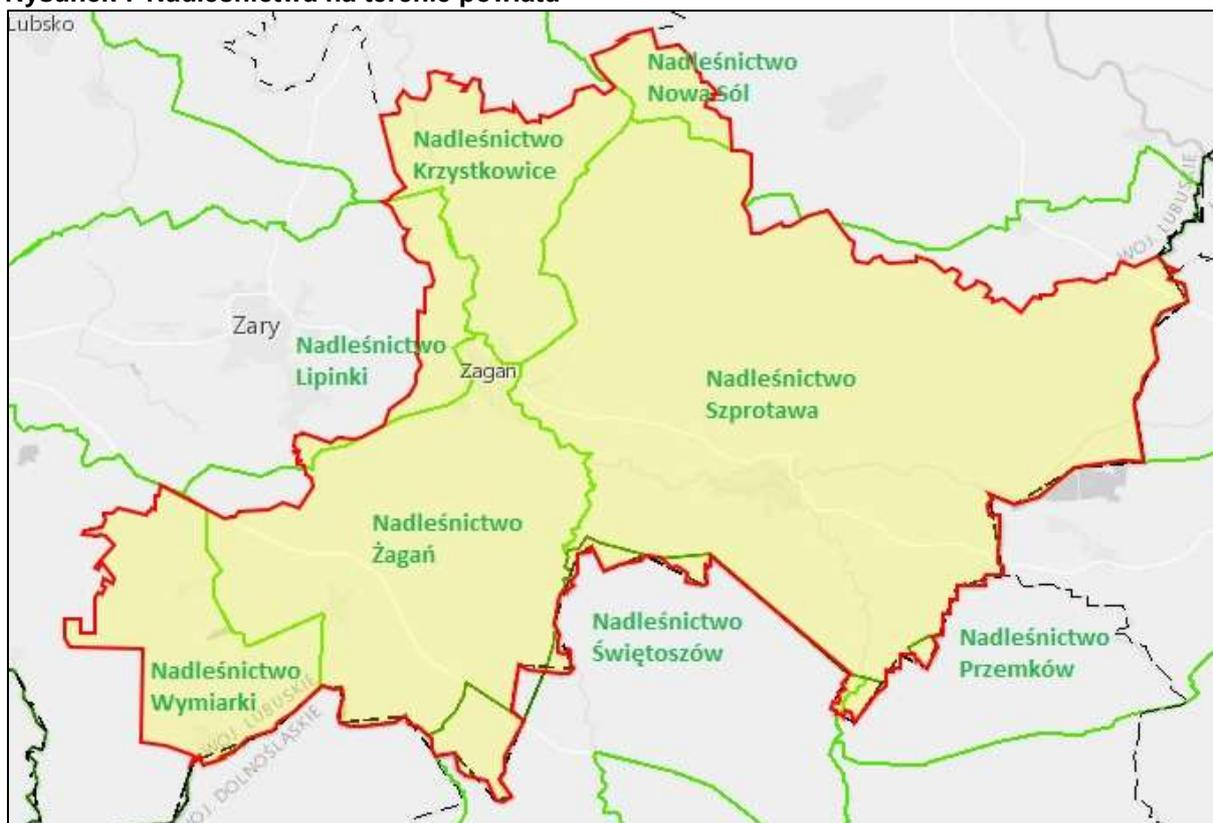 Lubsko
Nadleśnictwo
Nowa Sól
Nadleśnictwo
Krzystkowice
WOJ. LUBUSKIE
Zary
Nadleśnictwo
Lipinki
Zagan
Nadleśnictwo
Szprotawa
Nadleśnictwo
Żagań
Nadleśnictwo
Świętoszów
Nadleśnictwo
Przemków
Nadleśnictwo
Wymiarki
WOJ. LUBUSKIE
WOJ. DOLNOŚLĄSKIE